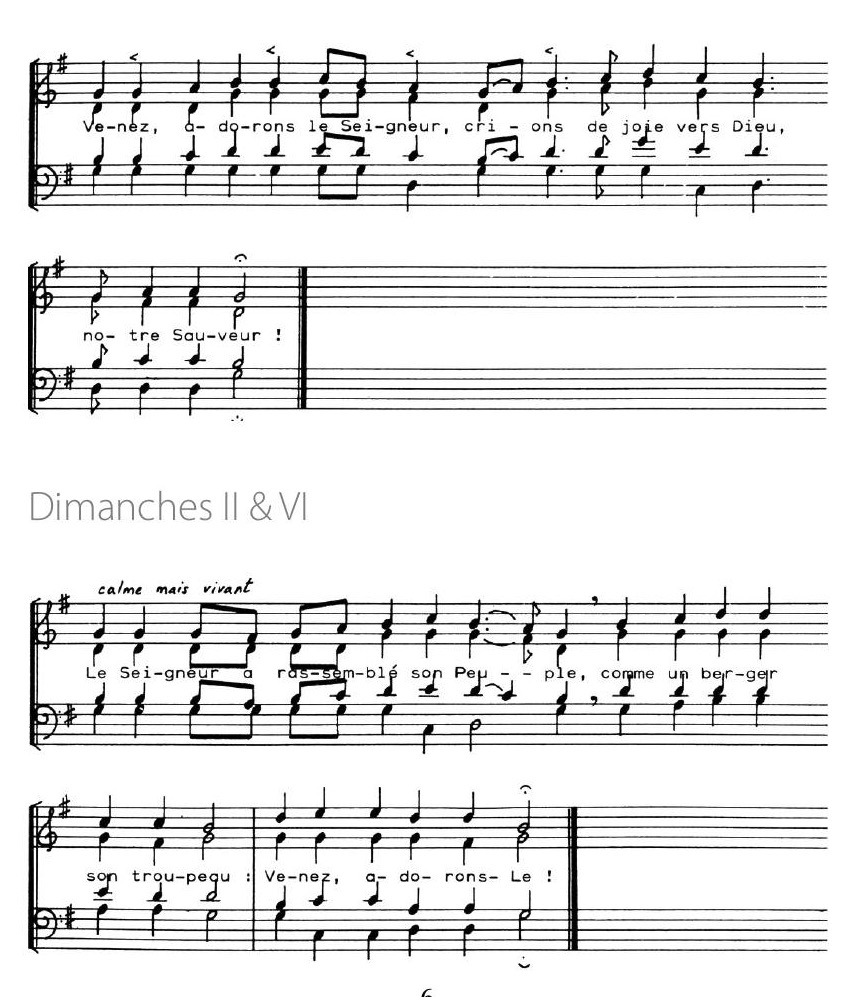 Ve-nez, a- do-rons le Sei-gneur, cri - ons de joie vers Dieu,
no- tre Sau-veur !
Dimanches II & VI
calme mais vivant
Le Sei-gneur a ras-sem-blé son Peu - - ple, comme un ber-ger
son trou-peau : Ve-nez, a- do- rons- Le !
6